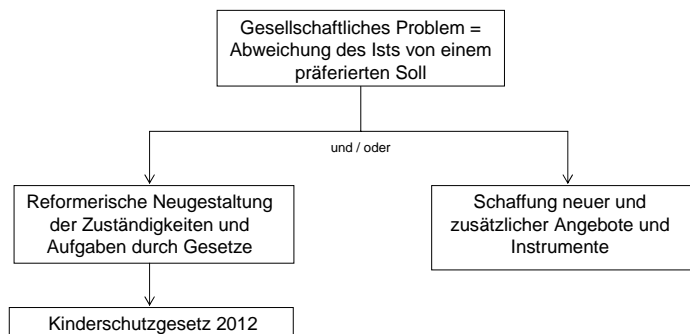 Gesellschaftliches Problem =
Abweichung des Ists von einem
präferierten Soll
und / oder
Reformerische Neugestaltung
der Zuständigkeiten und
Aufgaben durch Gesetze
Schaffung neuer und
zusätzlicher Angebote und
Instrumente
Kinderschutzgesetz 2012